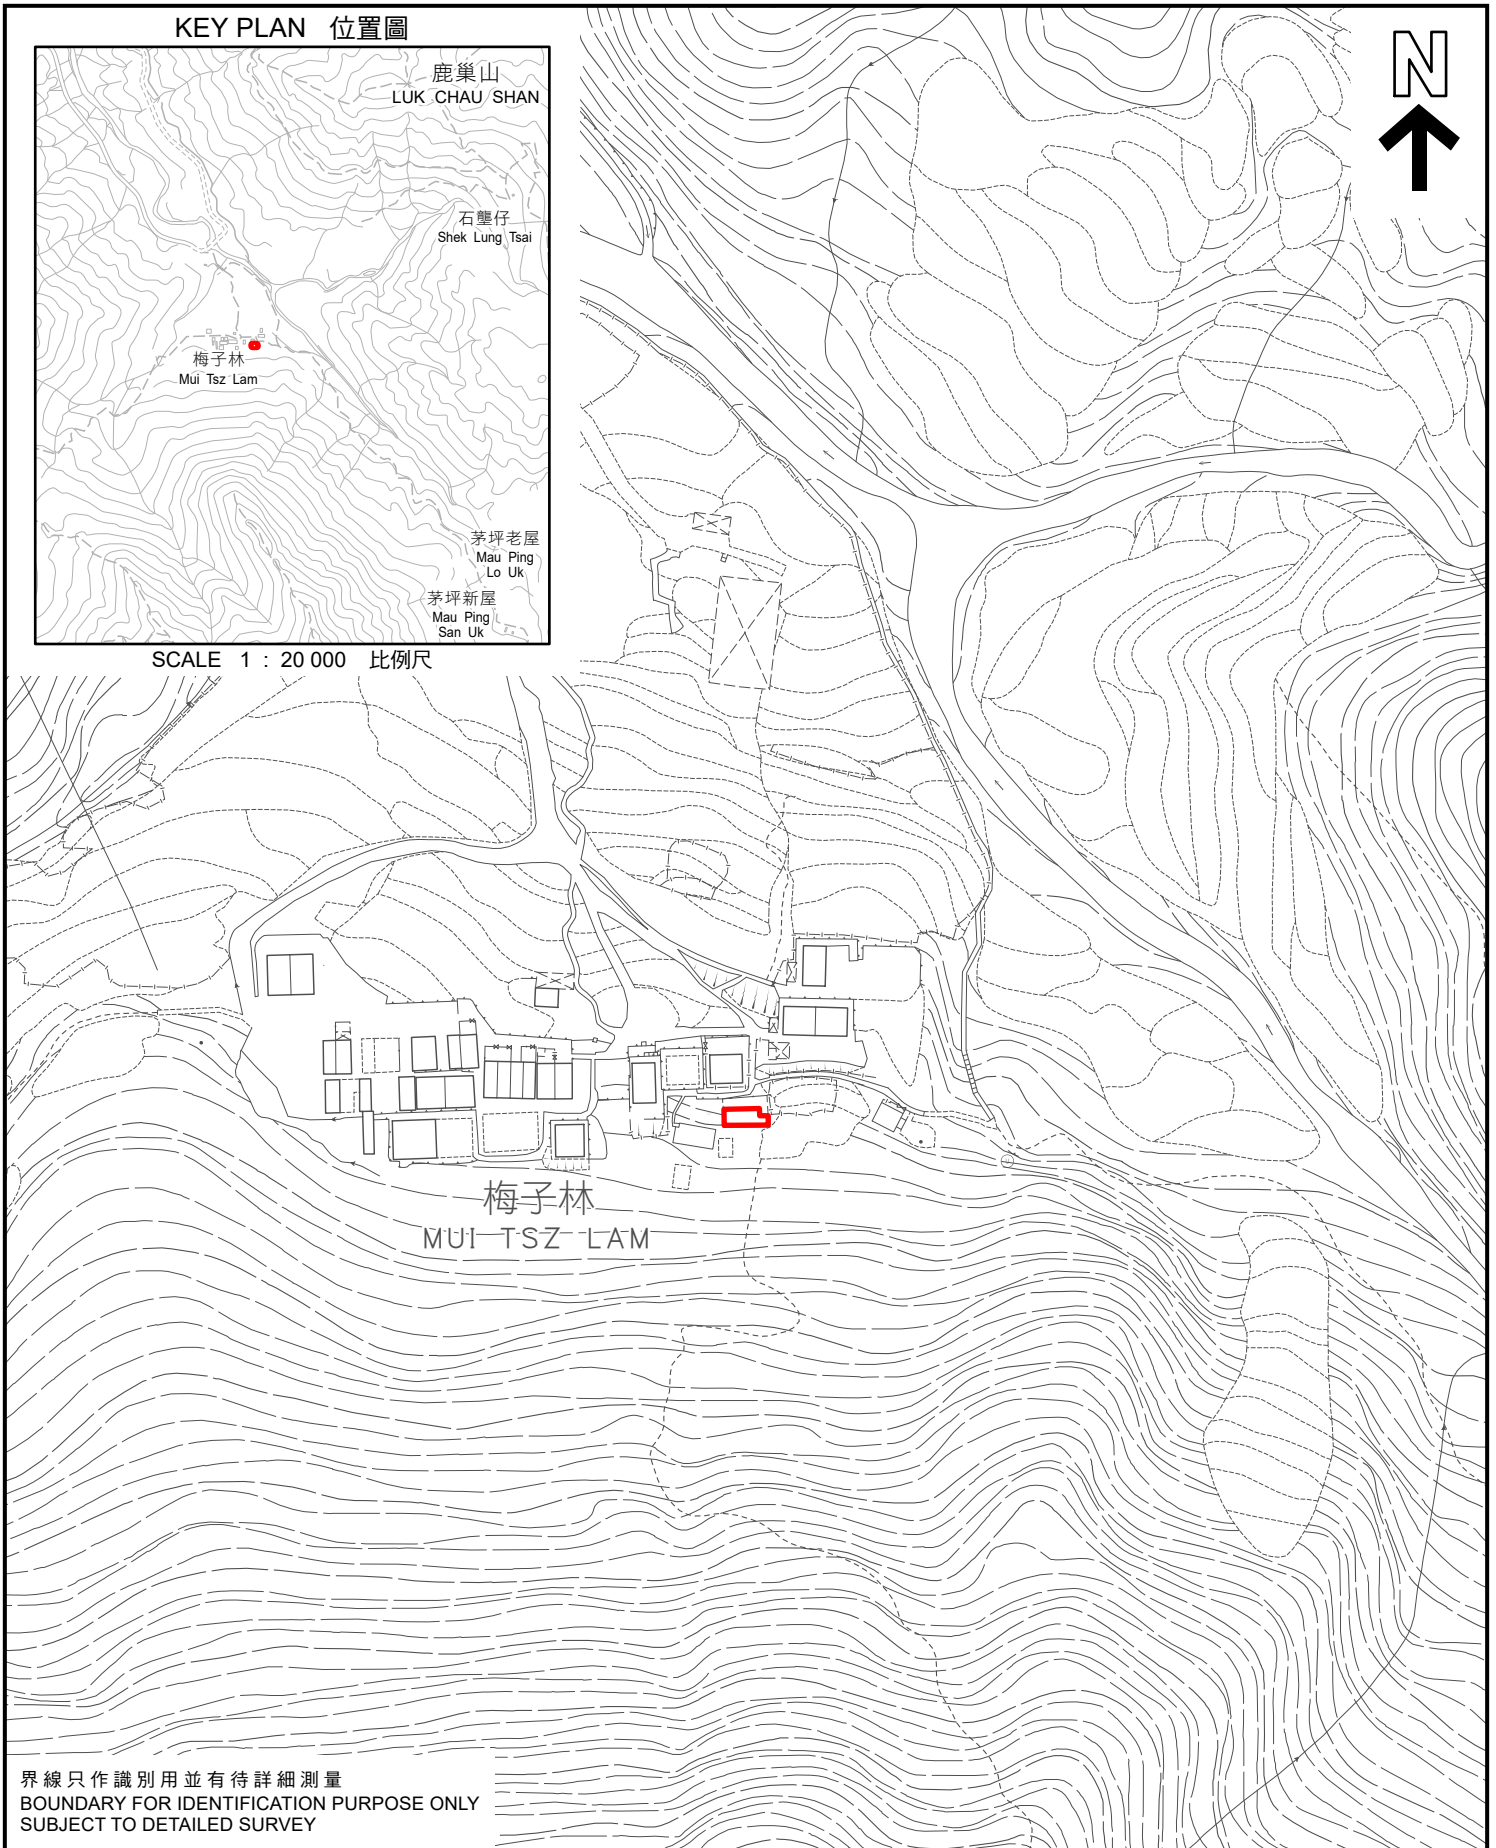 KEY PLAN 位置圖
N
鹿巢山
LUK CHAU SHAN
石壟仔
Shek Lung Tsai
梅子林
Mui Tsz Lam
茅坪老屋
Mau Ping
Lo Uk
茅坪新屋
Mau Ping
San Uk
SCALE 1 : 20 000 比例尺
梅子林
MUI TSZ LAM
界線只作識別用並有待詳細測量
BOUNDARY FOR IDENTIFICATION PURPOSE ONLY
SUBJECT TO DETAILED SURVEY